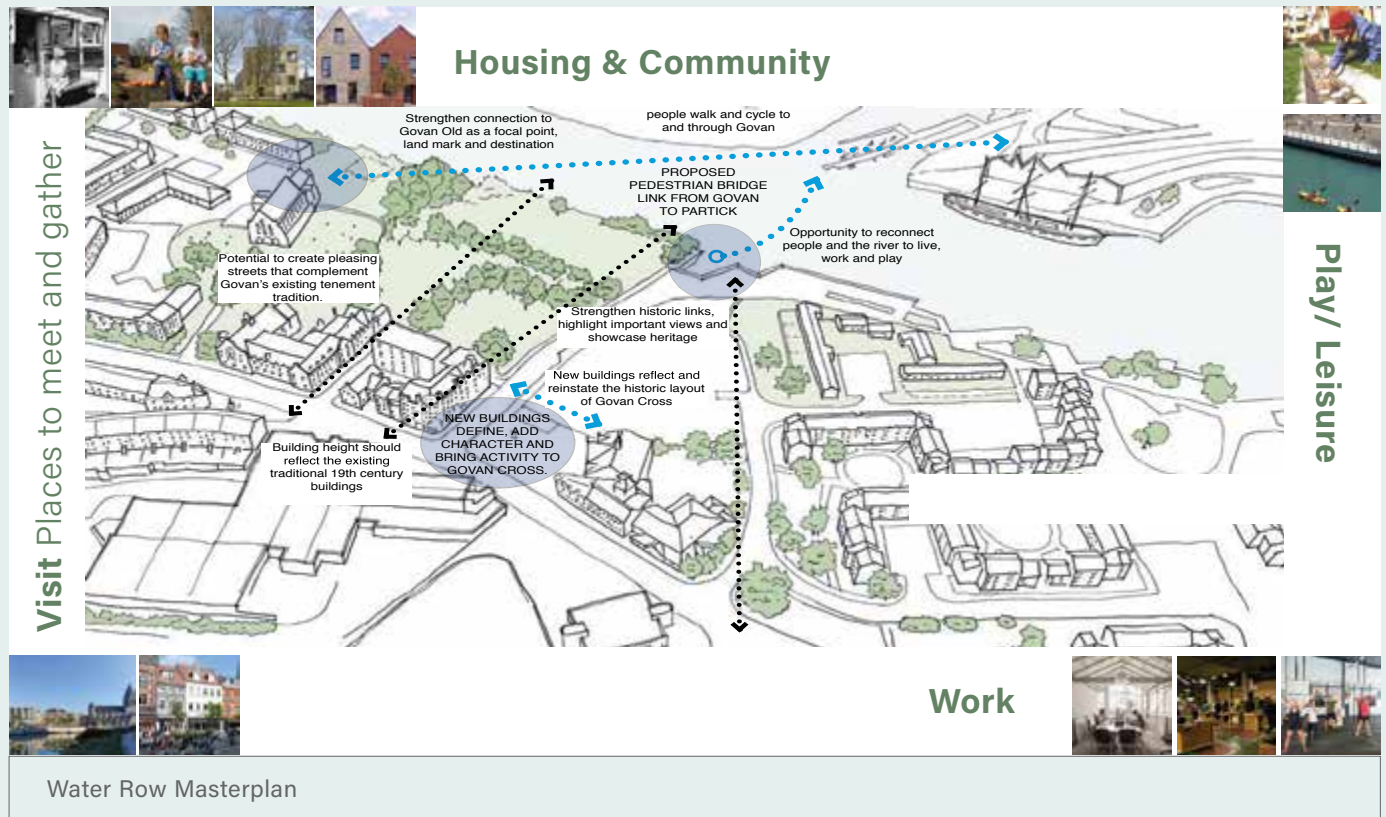 Housing & Community
Strengthen connection to
Govan Old as a focal point,
land mark and destination
people walk and cycle to
and through Govan
PROPOSED
PEDESTRIAN BRIDGE
LINK FROM GOVAN
TO PARTICK
Opportunity to reconnect
people and the river to live,
work and play
Potential to create pleasing
streets that complement
Govan's existing tenement
tradition.
Strengthen historic links,
highlight important views and
showcase heritage
New buildings reflect and
reinstate the historic layout
of Govan Cross
NEW BUILDINGS
DEFINE, ADD
CHARACTER AND
BRING ACTIVITY TO
GOVAN CROSS.
Building height should
reflect the existing
traditional 19th century
buildings
Visit Places to meet and gather
Play/ Leisure
Work
Water Row Masterplan